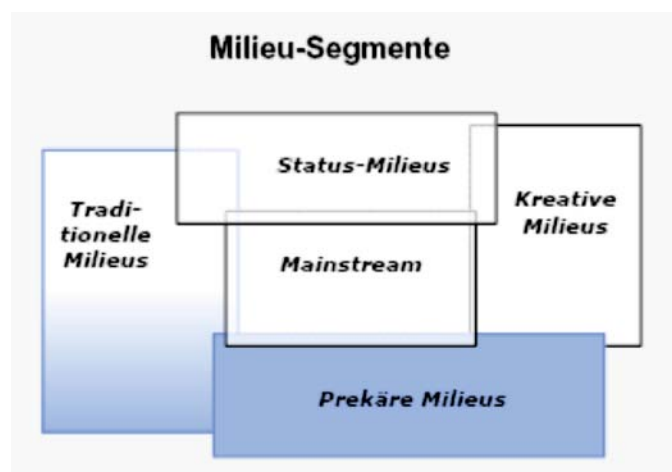 Milieu-Segmente
Status-Milieus
Tradi-
tionelle
Milieus
Kreative
Milieus
Mainstream
Prekäre Milieus